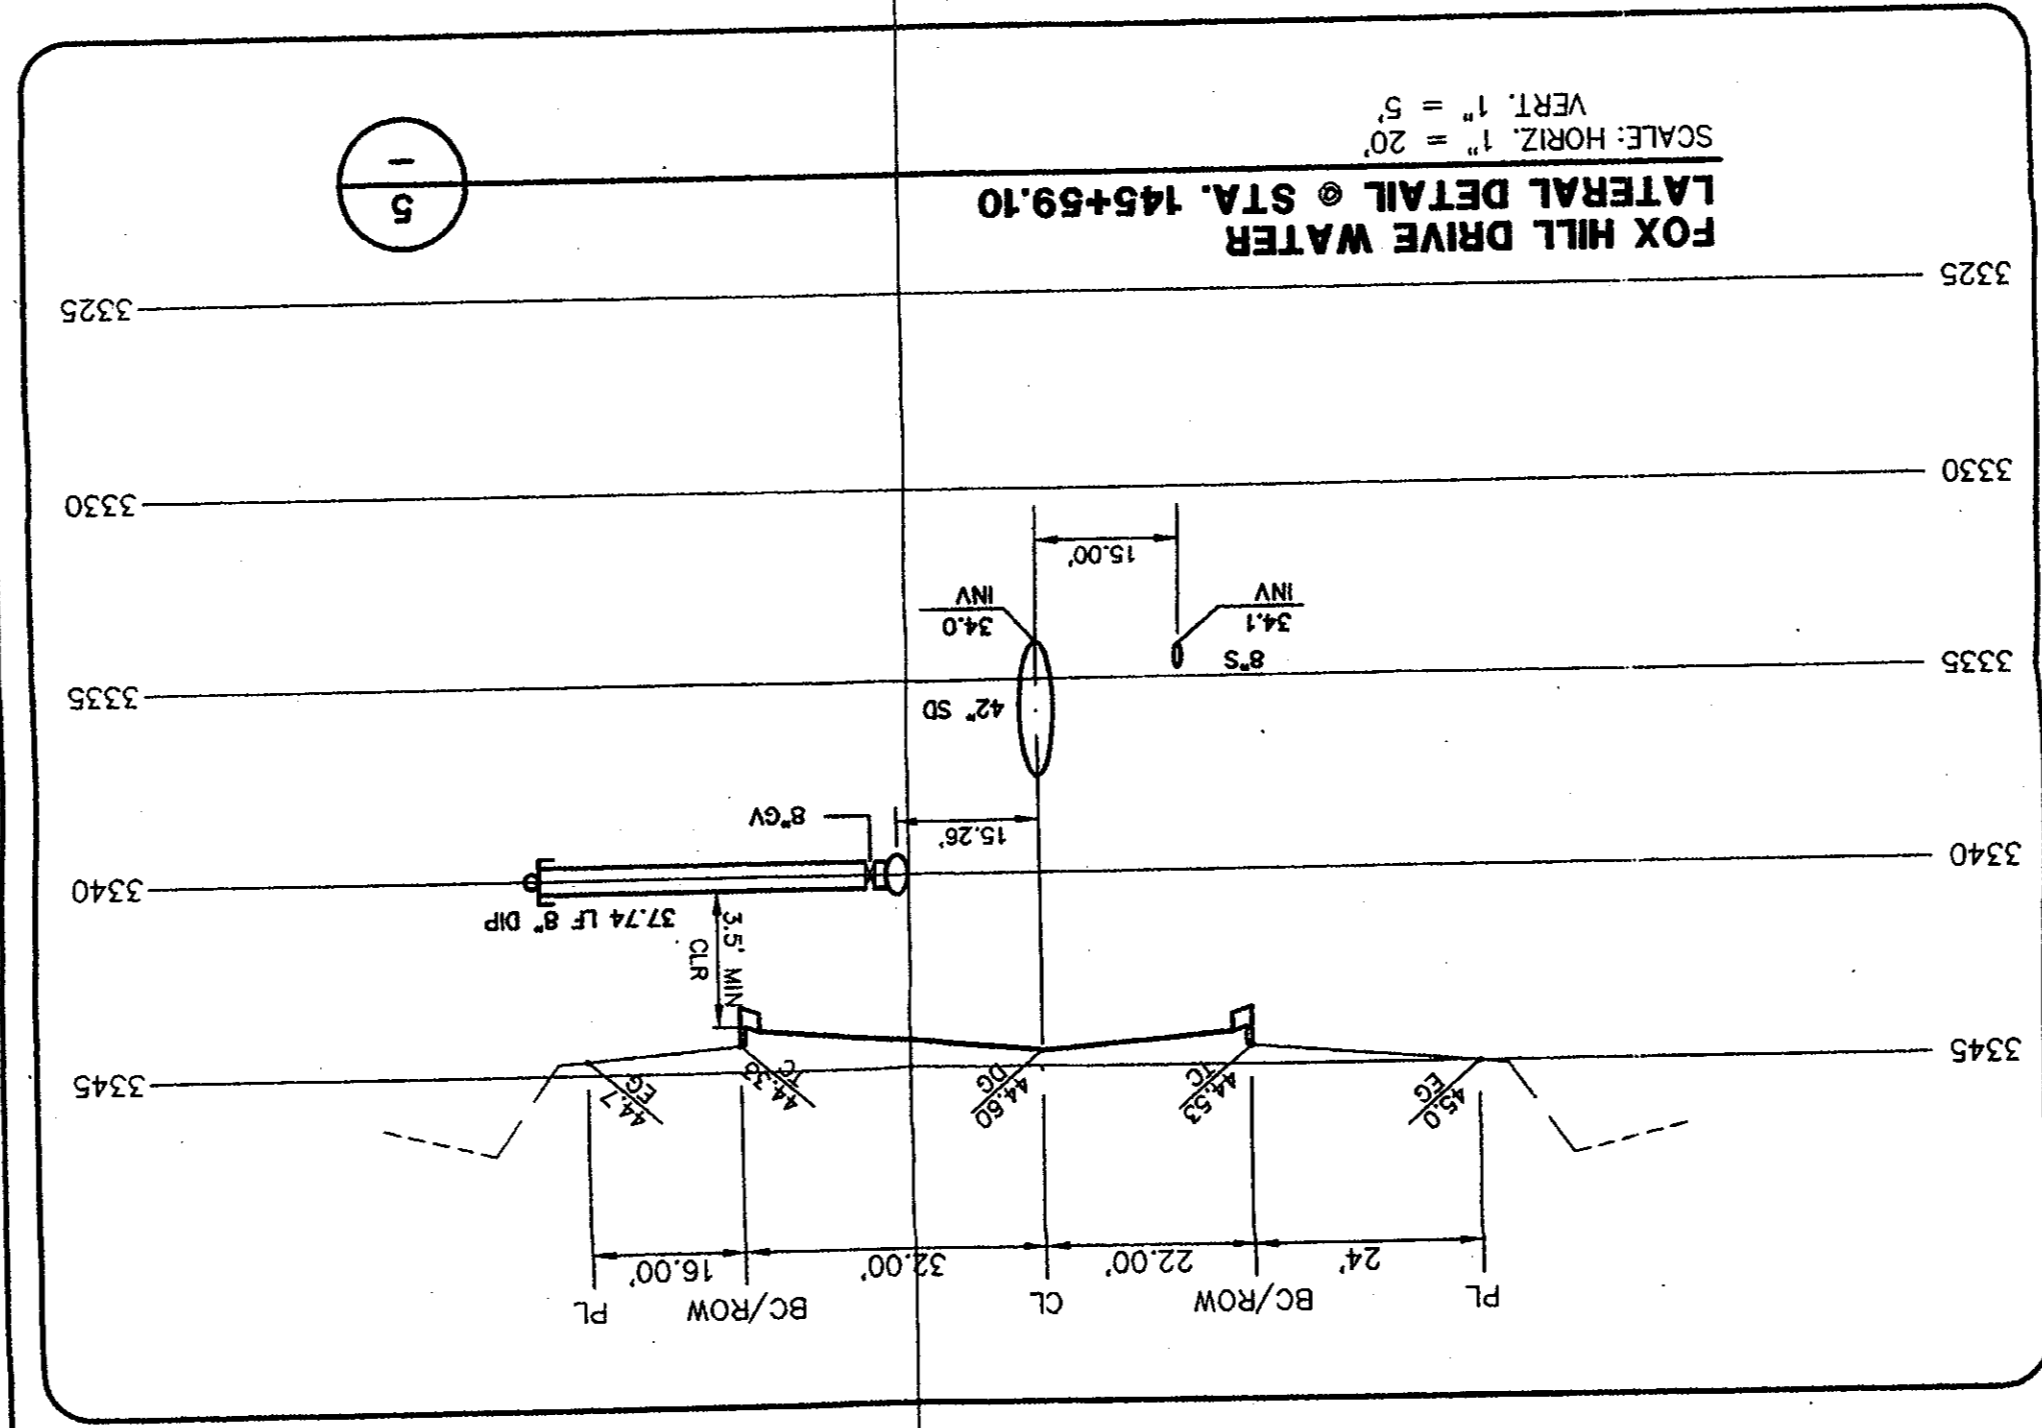 PL
BC/ROW
CL
BC/ROW
PL
24'
22.00'
32.00'
16.00'
45.0
EG
44.53
TC
44.60
DG
44.38
TC
44.7
EG
3345
3345
3.5' MIN
CLR
37.74 LF 8" DIP
3340
3340
15.26'
8"GV
42" SD
3335
3335
8"S
34.1
INV
34.0
INV
15.00'
3330
3330
3325
3325
FOX HILL DRIVE WATER
LATERAL DETAIL @ STA. 145+59.10
SCALE: HORIZ. 1" = 20'
VERT. 1" = 5'
5
-